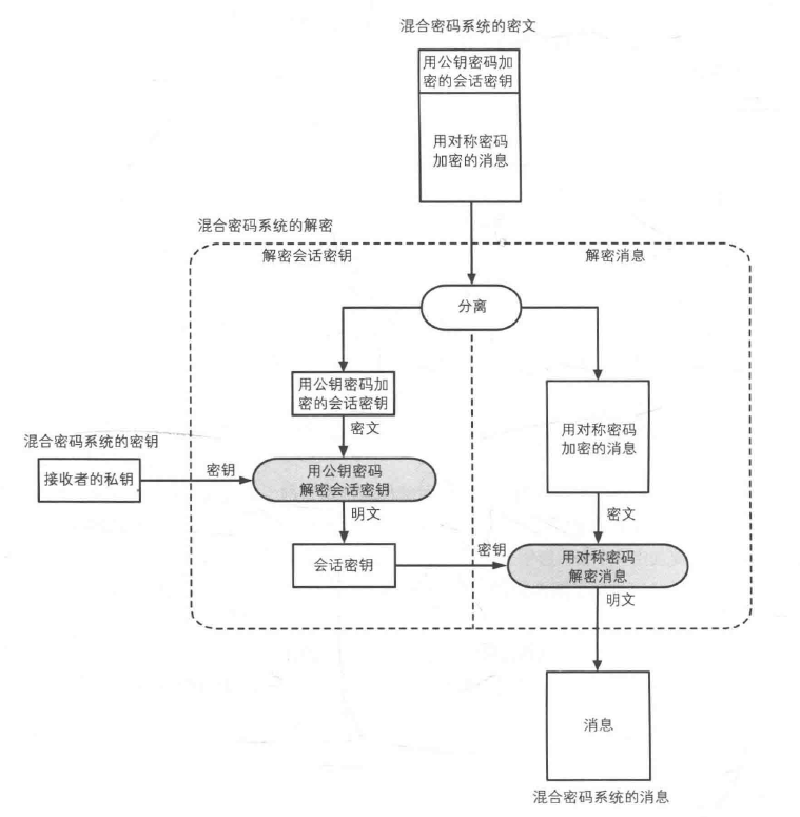 混合密码系统的密文
用公钥密码加
密的会话密钥
用对称密码
加密的消息
混合密码系统的解密
解密会话密钥
解密消息
分离
用公钥密码加
密的会话密钥
密文
用对称密码
加密的消息
混合密码系统的密钥
接收者的私钥
密钥
用公钥密码
解密会话密钥
明文
密文
会话密钥
密钥
用对称密码
解密消息
明文
消息
混合密码系统的消息